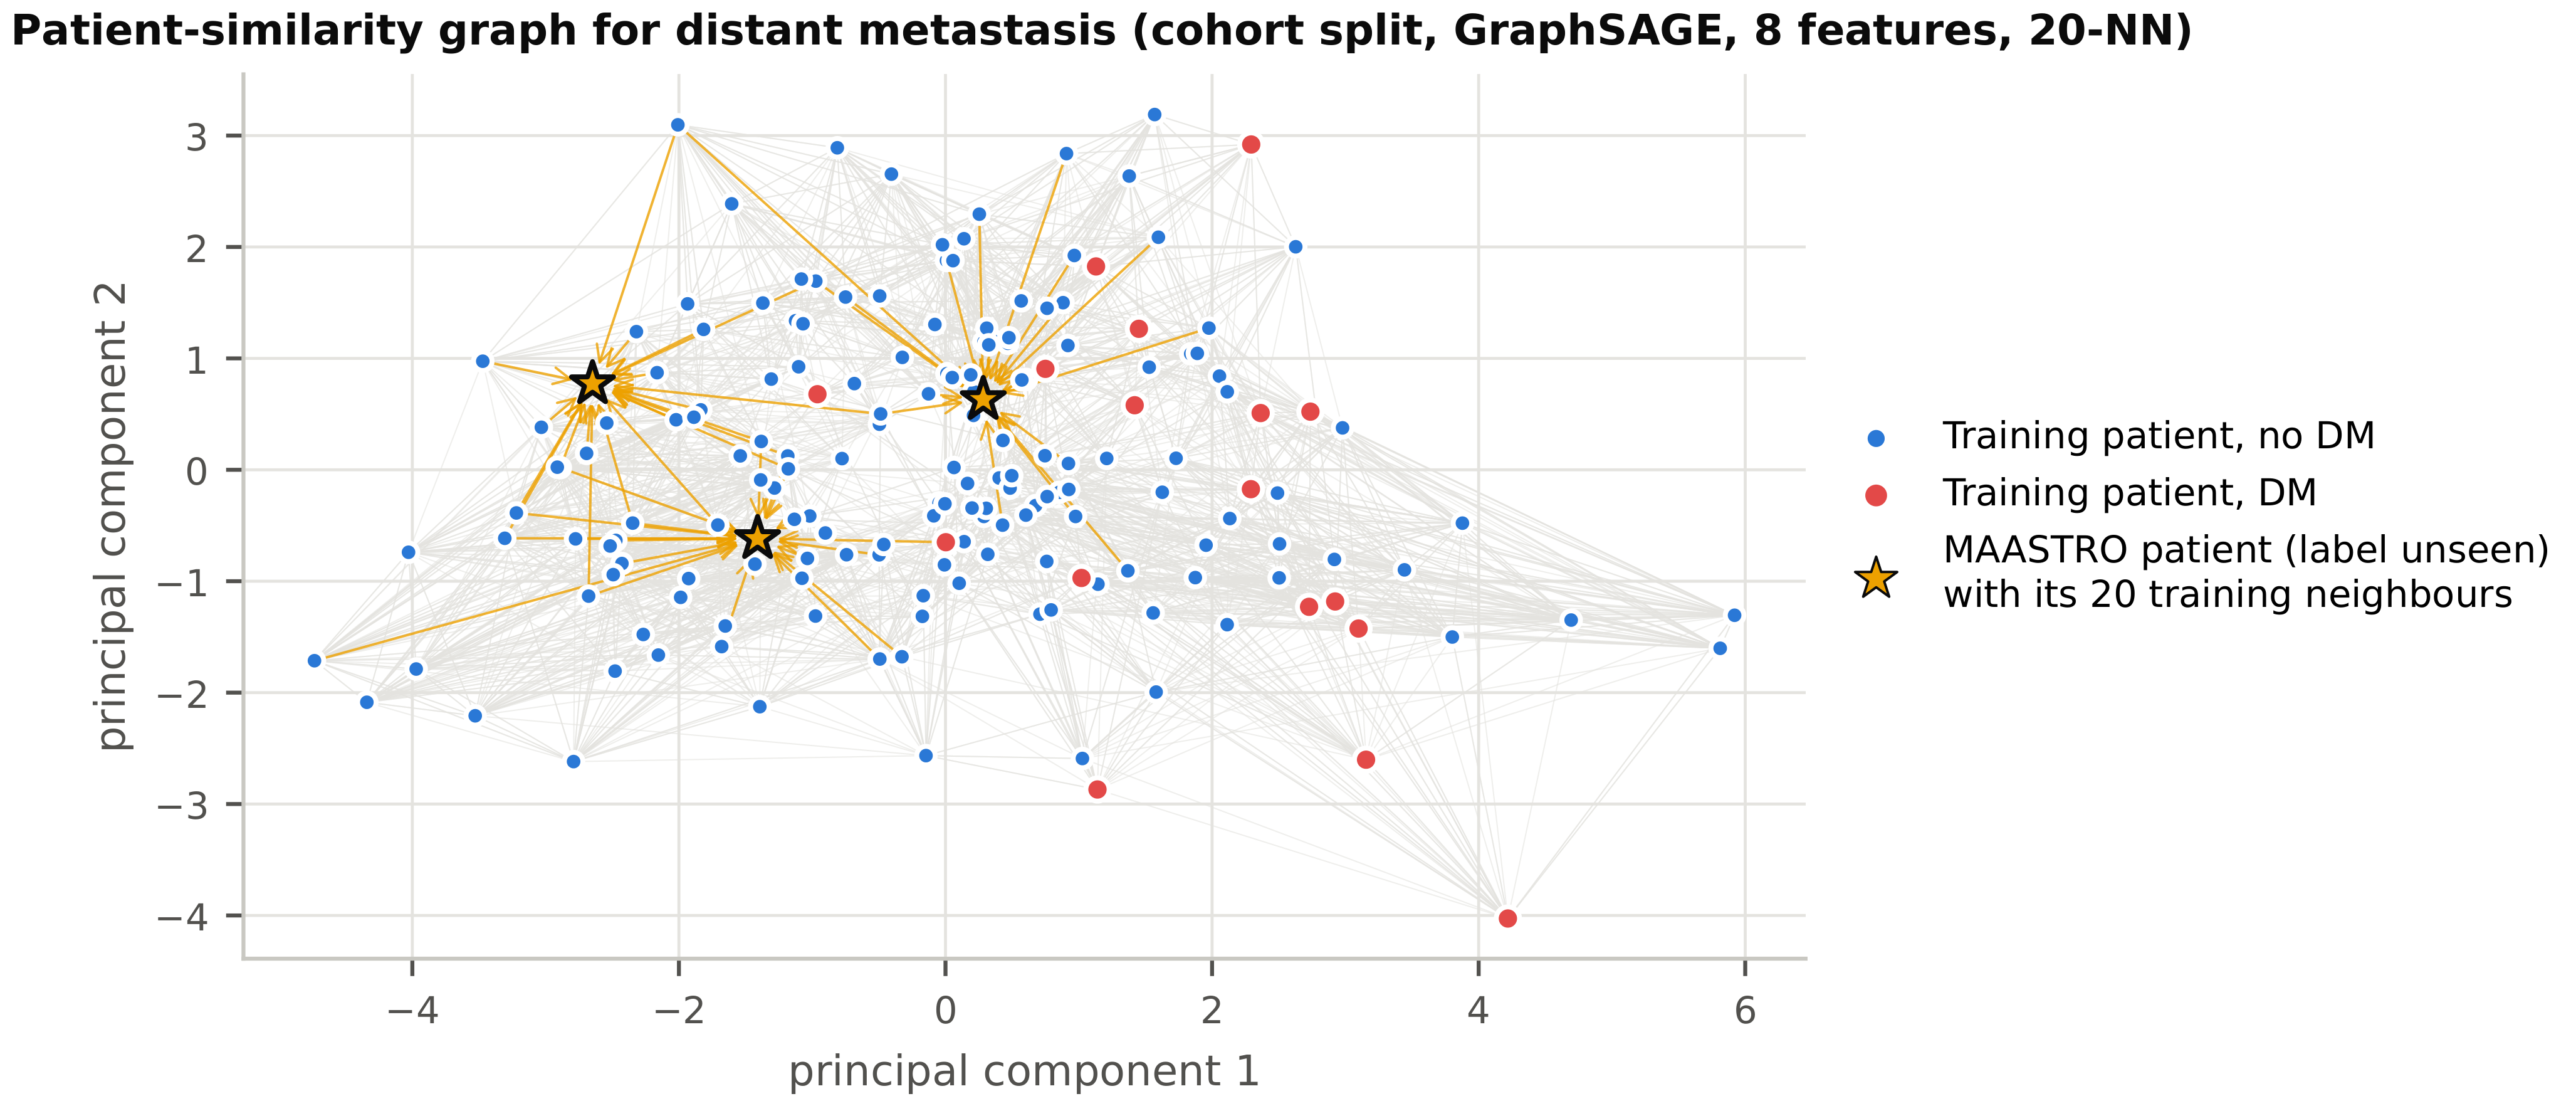 Patient-similarity graph for distant metastasis (cohort split, GraphSAGE, 8 features, 20-NN)
principal component 2
3
2
1
0
−1
−2
−3
−4
−4
−2
0
2
4
6
principal component 1
Training patient, no DM
Training patient, DM
MAASTRO patient (label unseen)
with its 20 training neighbours